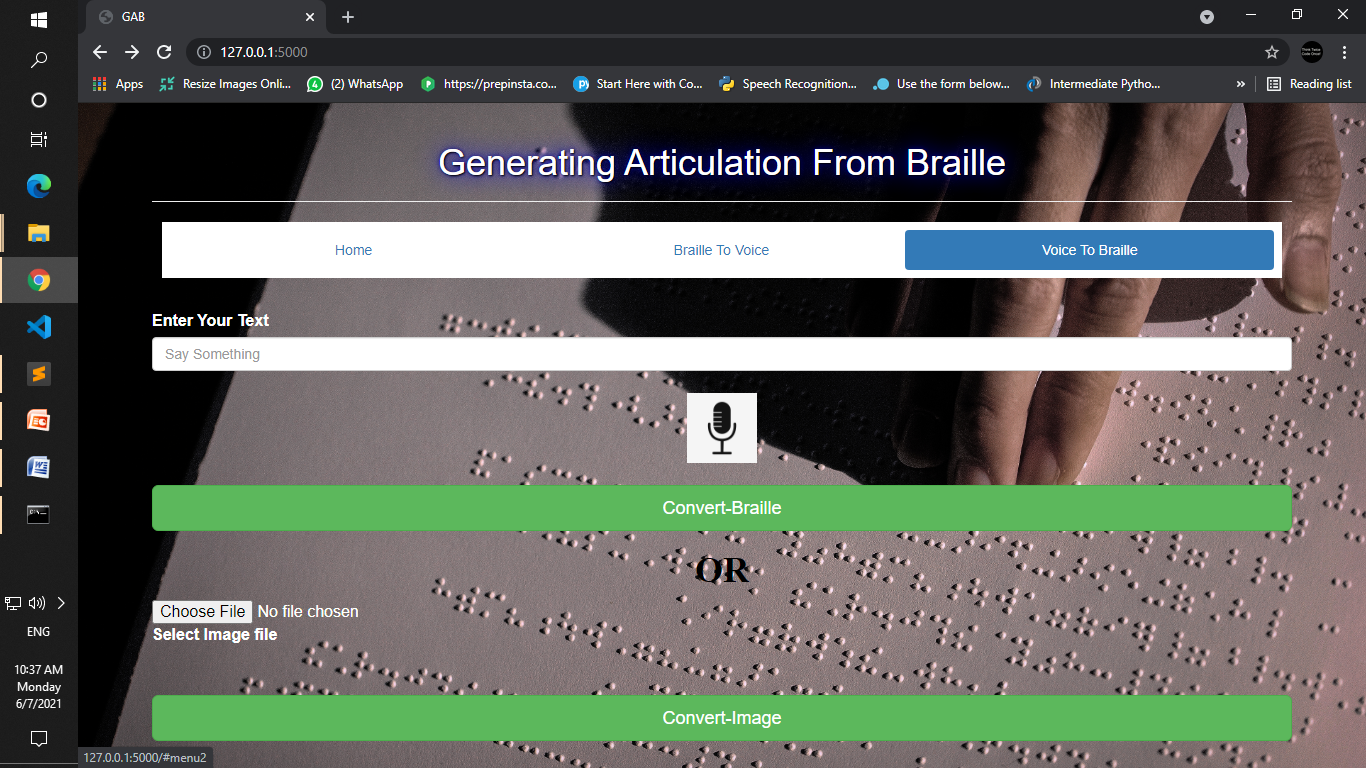 GAB
127.0.0.1:5000
Apps
Resize Images Onli...
(2) WhatsApp
https://prepinsta.co...
Start Here with Co...
Speech Recognition...
Use the form below...
Intermediate Pytho...
»
Reading list
Generating Articulation From Braille
Home
Braille To Voice
Voice To Braille
Enter Your Text
Say Something
Convert-Braille
OR
Choose File No file chosen
Select Image file
Convert-Image
127.0.0.1:5000/#menu2
ENG
10:37 AM
Monday
6/7/2021